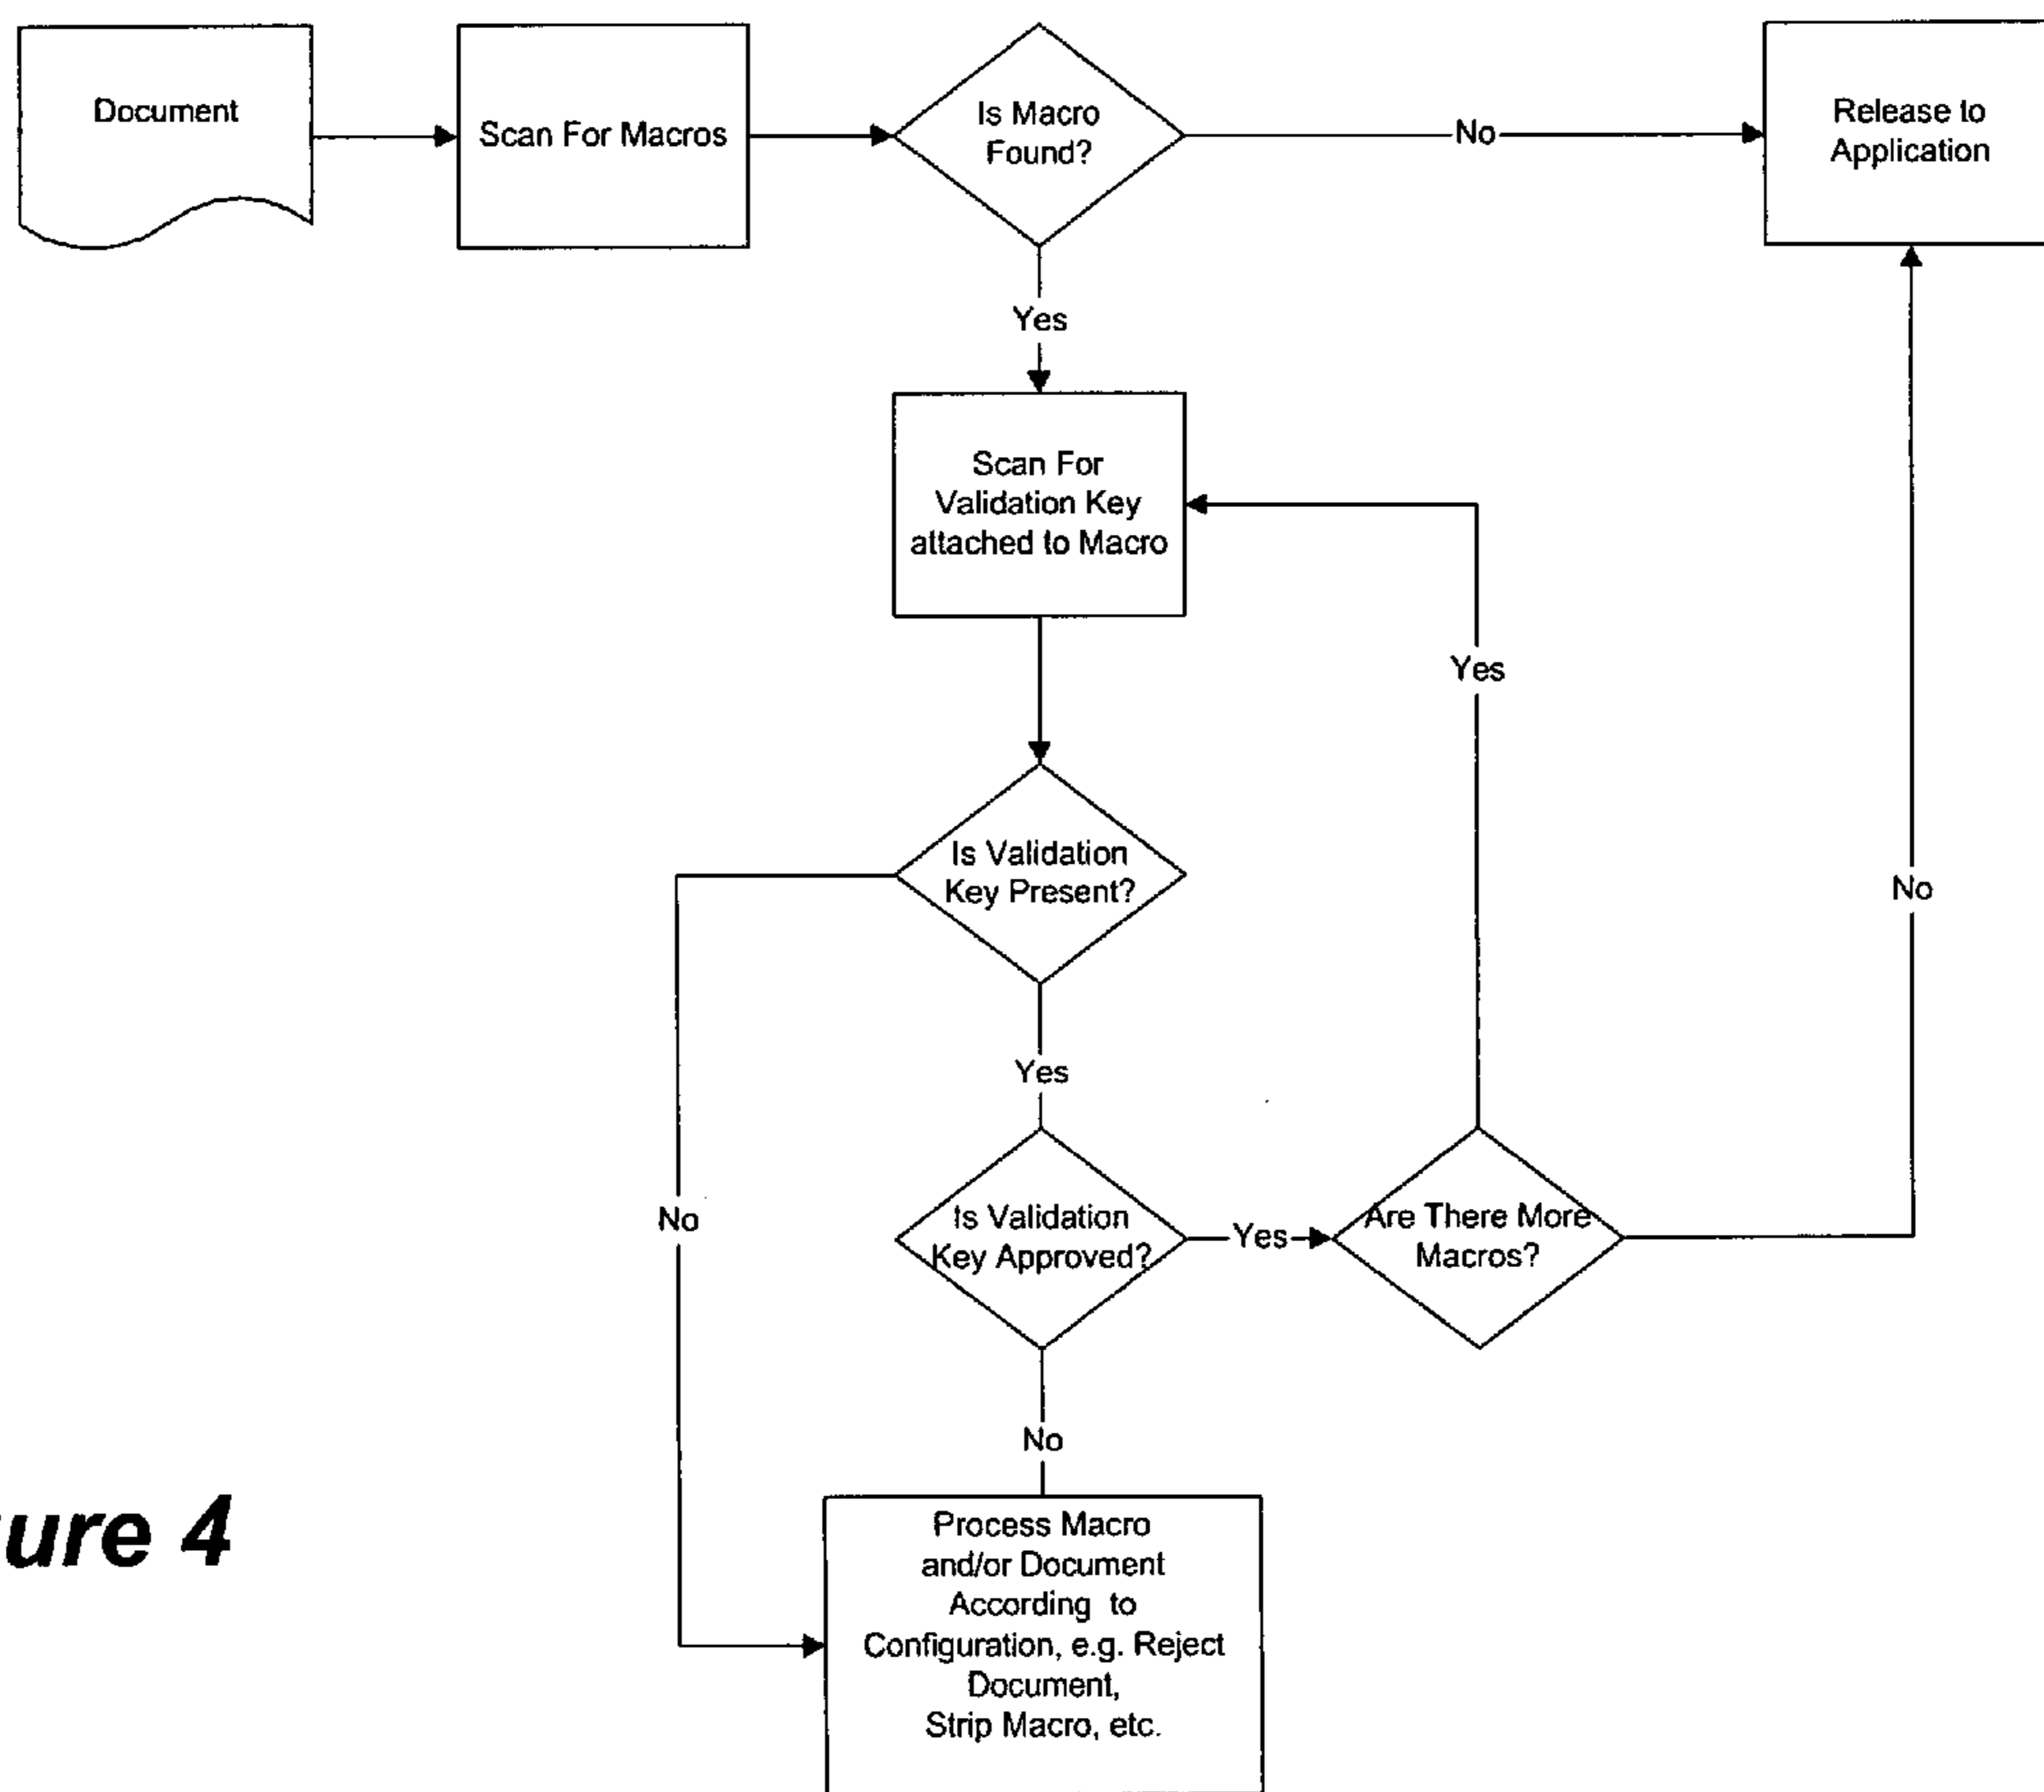 Document
Scan For Macros
Is Macro
Found?
No
Release to
Application
Yes
Scan For
Validation Key
attached to Macro
Yes
Is Validation
Key Present?
No
Yes
No
Is Validation
Key Approved?
Yes
Are There More
Macros?
No
Process Macro
and/or Document
According to
Configuration, e.g. Reject
Document,
Strip Macro, etc.
ure 4